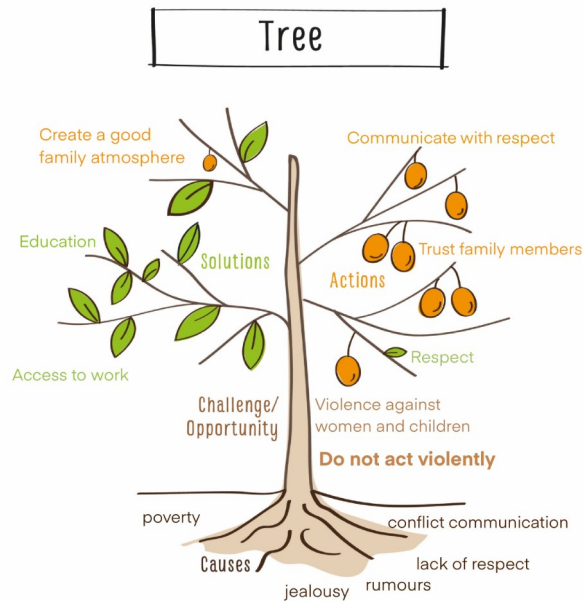 Tree
Create a good
family atmosphere
Communicate with respect
Education
Solutions
Trust family members
Actions
Access to work
Respect
Challenge/
Opportunity
Violence against
women and children
Do not act violently
poverty
conflict communication
Causes
lack of respect
rumours
jealousy